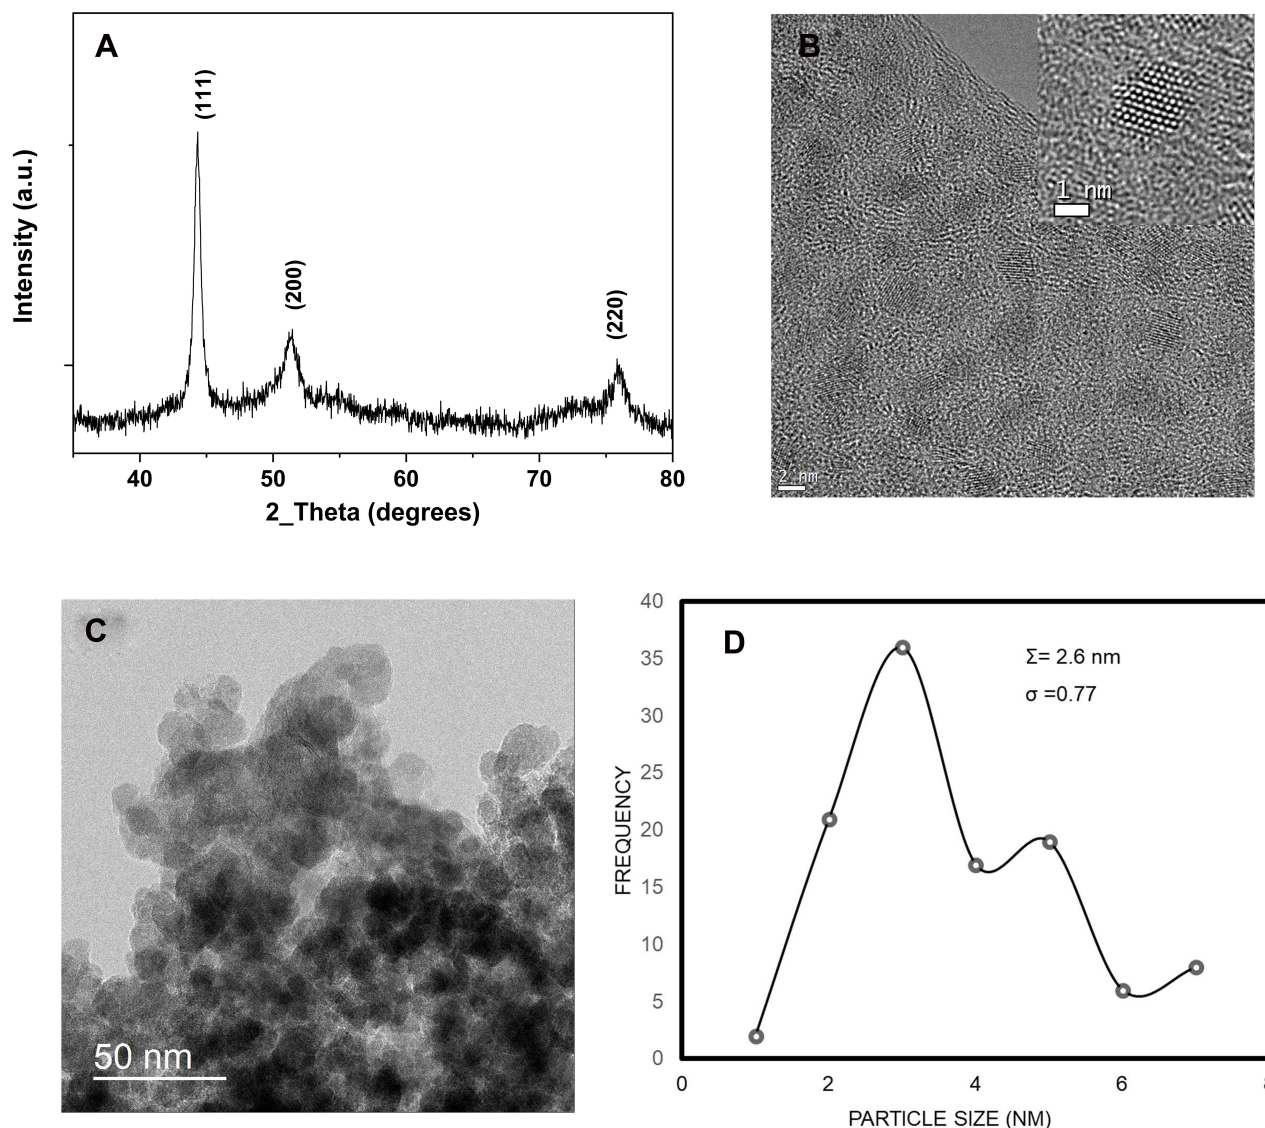 A
(111)
(200)
(220)
Intensity (a.u.)
40 50 60 70 80
2_Theta (degrees)
B
1 nm
2 nm
C
50 nm
D
Σ= 2.6 nm
σ =0.77
FREQUENCY
40
35
30
25
20
15
10
5
0
0 2 4 6
PARTICLE SIZE (NM)